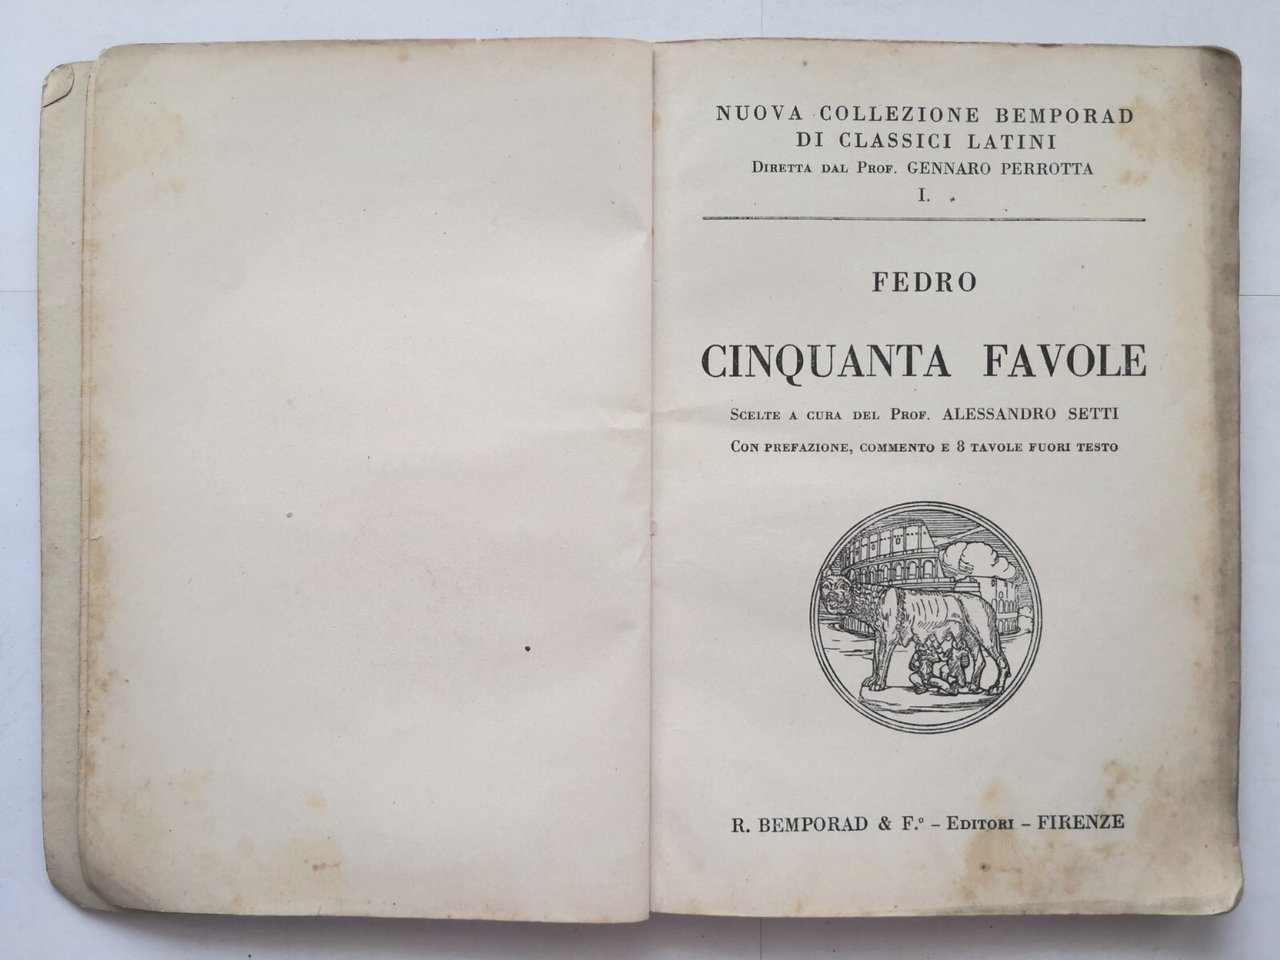 NUOVA COLLEZIONE BEMPORAD
DI CLASSICI LATINI
DIRETTA DAL PROF. GENNARO PERROTTA
I.
FEDRO
CINQUANTA FAVOLE
SCELTE A CURA DEL PROF. ALESSANDRO SETTI
CON PREFAZIONE, COMMENTO E 8 TAVOLE FUORI TESTO
R. BEMPORAD & F.º – EDITORI – FIRENZE